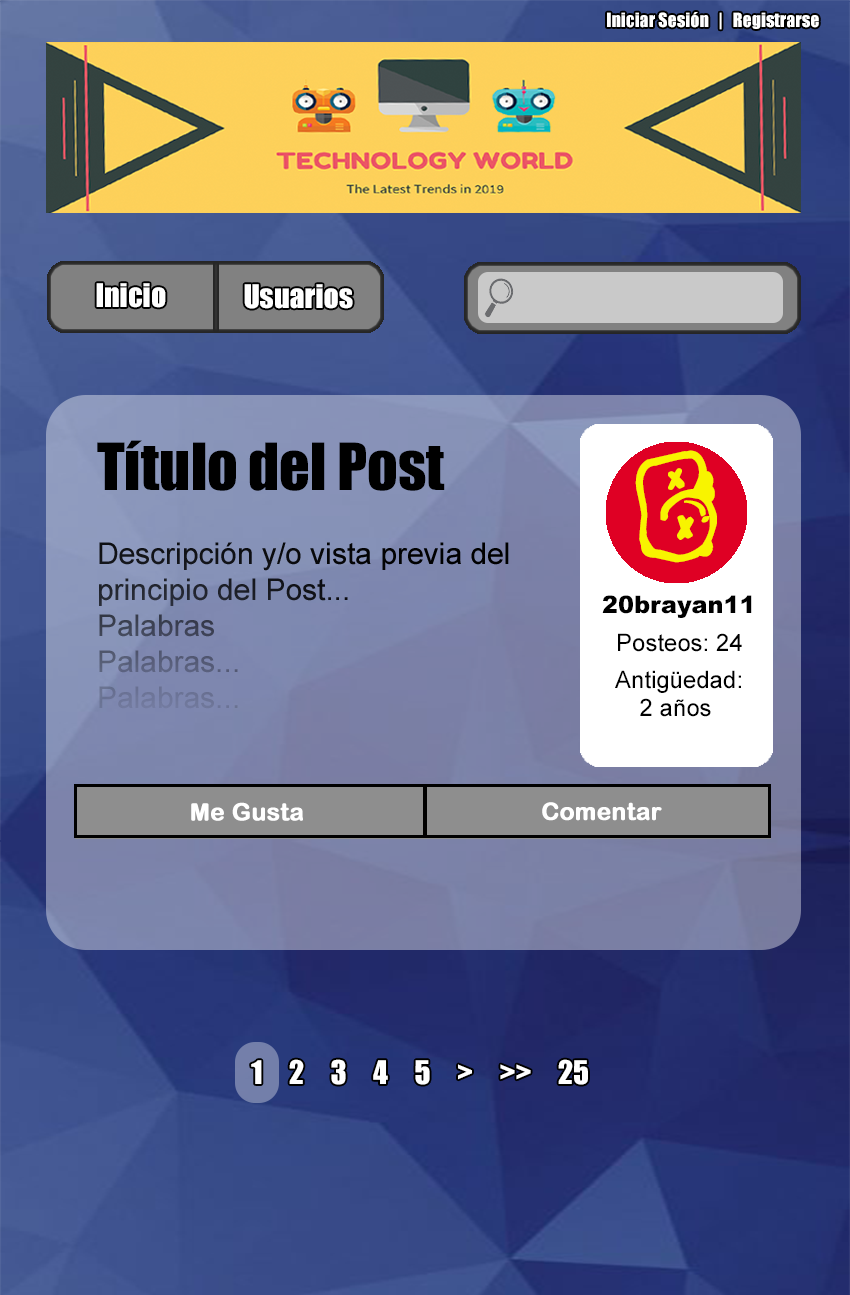 Iniciar Sesión | Registrarse
TECHNOLOGY WORLD
The Latest Trends in 2019
Inicio
Usuarios
Título del Post
Descripción y/o vista previa del
principio del Post...
Palabras
Palabras...
Palabras...
20brayan11
Posteos: 24
Antigüedad:
2 años
Me Gusta
Comentar
1 2 3 4 5 > >> 25